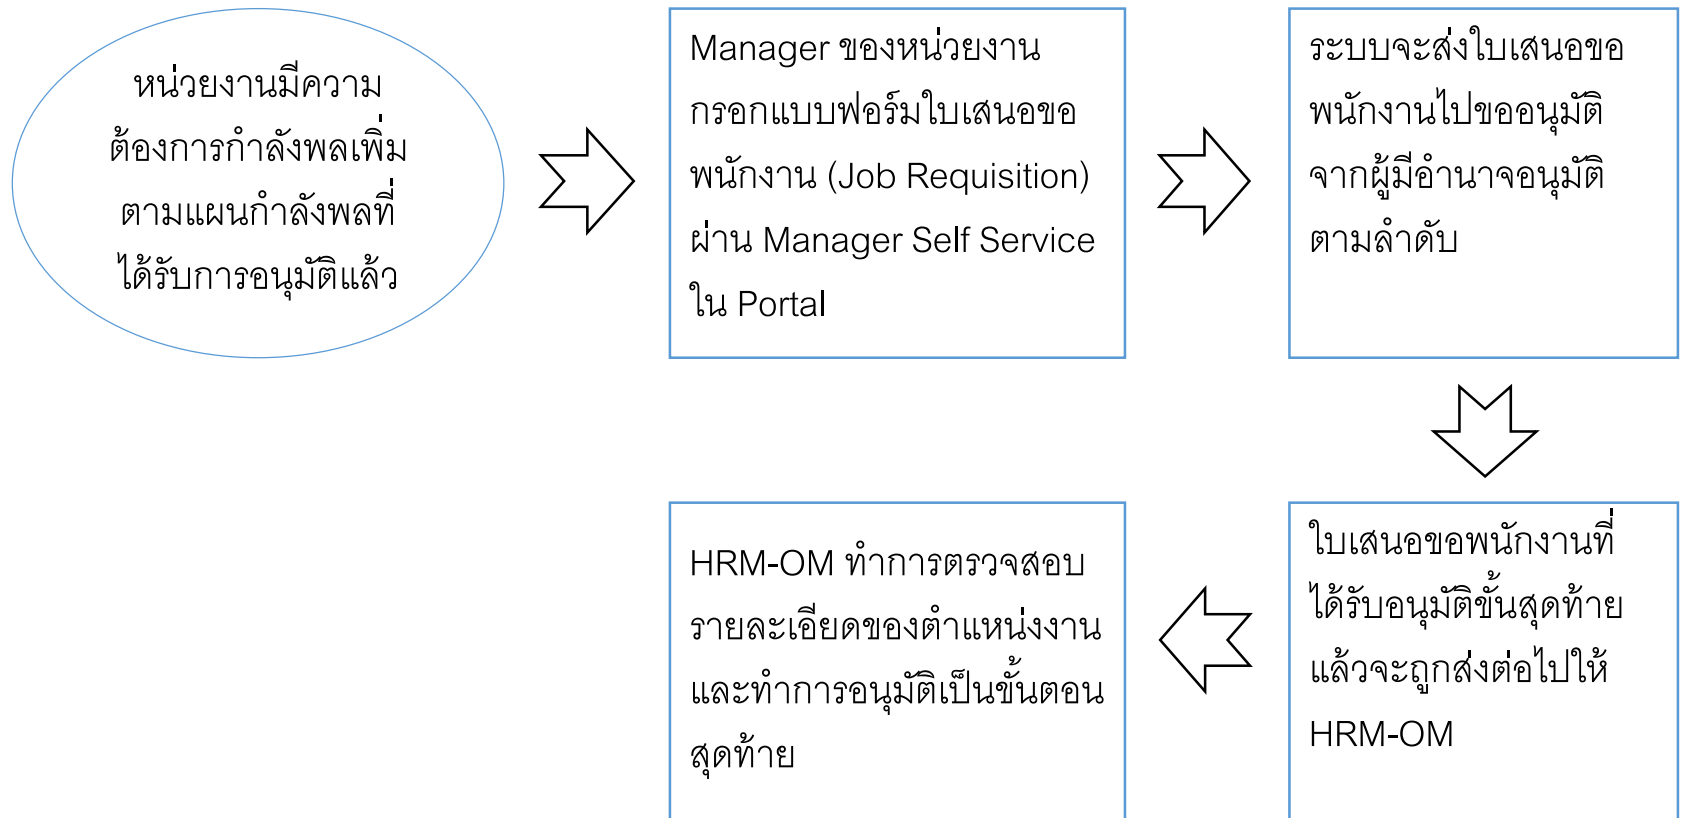 หน่วยงานมีความ
ต้องการกำลังพลเพิ่ม
ตามแผนกำลังพลที่
ได้รับการอนุมัติแล้ว
Manager ของหน่วยงาน
กรอกแบบฟอร์มใบเสนอขอ
พนักงาน (Job Requisition)
ผ่าน Manager Self Service
ใน Portal
ระบบจะส่งใบเสนอขอ
พนักงานไปขออนุมัติ
จากผู้มีอำนาจอนุมัติ
ตามลำดับ
ใบเสนอขอพนักงานที่
ได้รับอนุมัติขั้นสุดท้าย
แล้วจะถูกส่งต่อไปให้
HRM-OM
HRM-OM ทำการตรวจสอบ
รายละเอียดของตำแหน่งงาน
และทำการอนุมัติเป็นขั้นตอน
สุดท้าย